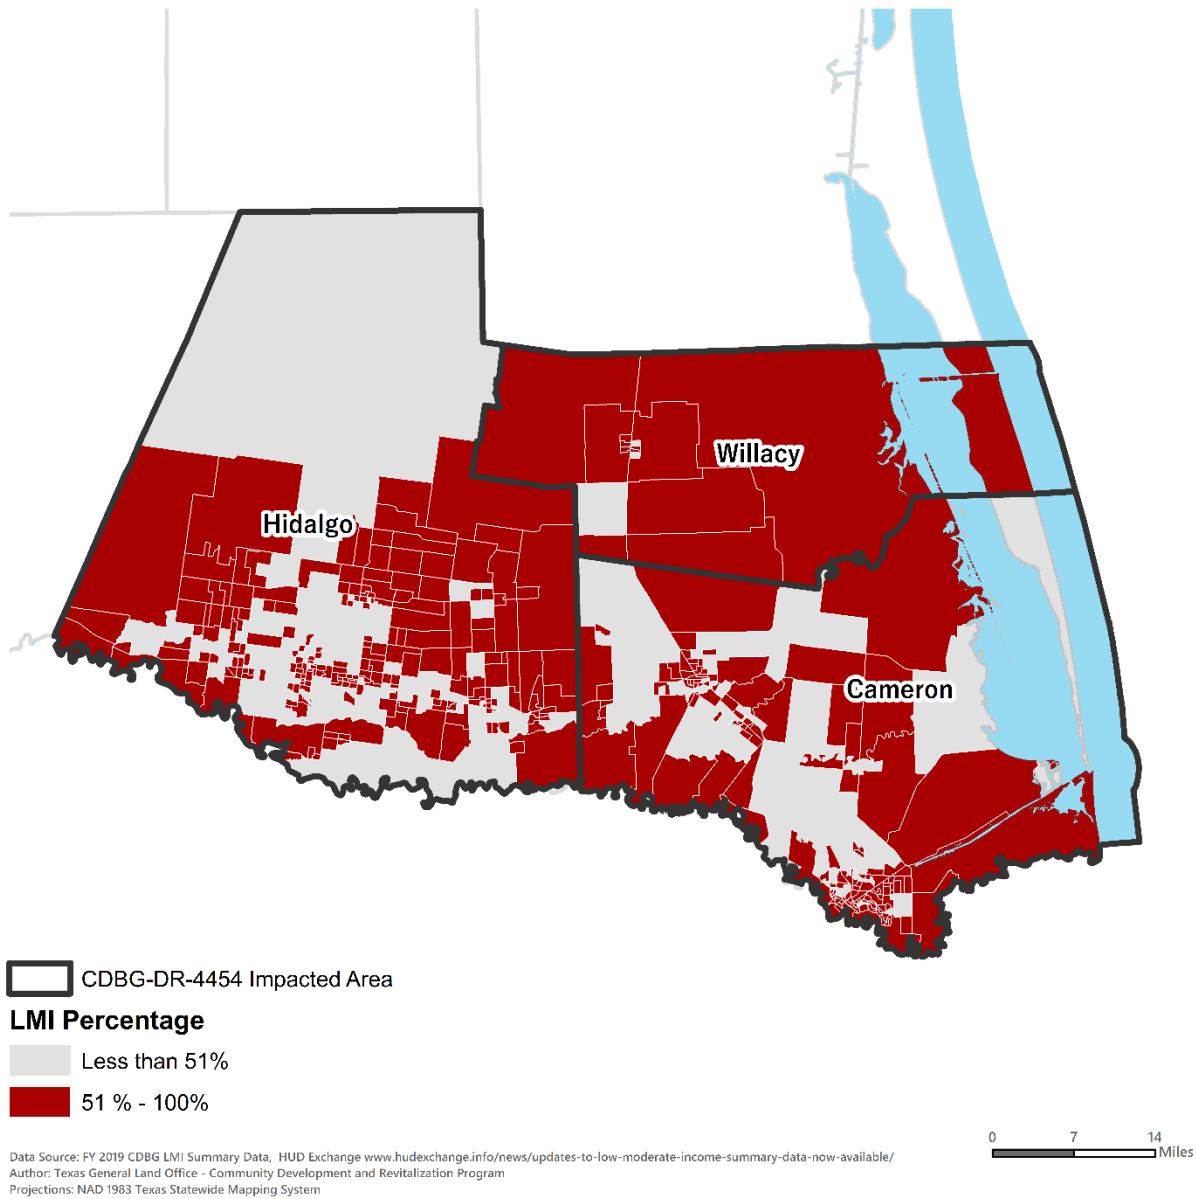 Willacy
Hidalgo
Cameron
CDBG-DR-4454 Impacted Area
LMI Percentage
Less than 51%
51 % - 100%
0 7 14
Miles
Data Source: FY 2019 CDBG LMI Summary Data, HUD Exchange www.hudexchange.info/news/updates-to-low-moderate-income-summary-data-now-available/
Author: Texas General Land Office - Community Development and Revitalization Program
Projections: NAD 1983 Texas Statewide Mapping System